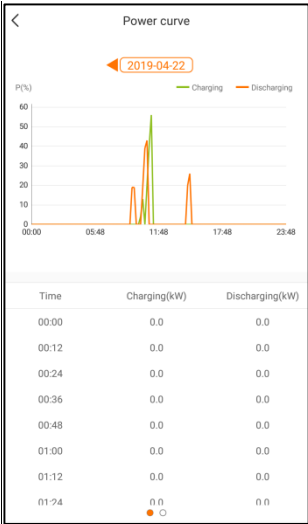 Power curve
2019-04-22
P(%)
Charging
Discharging
60
50
40
30
20
10
0
00:00 05:48 11:48 17:48 23:48
Time Charging(kW) Discharging(kW)
00:00 0.0 0.0
00:12 0.0 0.0
00:24 0.0 0.0
00:36 0.0 0.0
00:48 0.0 0.0
01:00 0.0 0.0
01:12 0.0 0.0
01:24 0.0 0.0